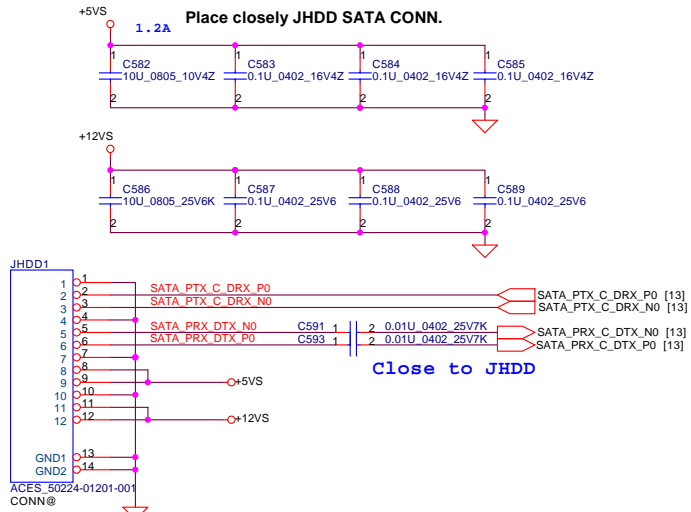 +5VS
1.2A
Place closely JHDD SATA CONN.
1 1 1 1
C582 C583 C584 C585
10U_0805_10V4Z 0.1U_0402_16V4Z 0.1U_0402_16V4Z 0.1U_0402_16V4Z
2 2 2 2
+12VS
1 1 1 1
C586 C587 C588 C589
10U_0805_25V6K 0.1U_0402_25V6 0.1U_0402_25V6 0.1U_0402_25V6
2 2 2 2
JHDD1
1 1
2 2 SATA_PTX_C_DRX_P0 SATA_PTX_C_DRX_P0 [13]
3 3 SATA_PTX_C_DRX_N0 SATA_PTX_C_DRX_N0 [13]
4 4
5 5 SATA_PRX_DTX_N0 C591 1 2 0.01U_0402_25V7K SATA_PRX_C_DTX_N0 [13]
6 6 SATA_PRX_DTX_P0 C593 1 2 0.01U_0402_25V7K SATA_PRX_C_DTX_P0 [13]
7 7
Close to JHDD
8 8
9 9 +5VS
10 10
11 11
12 12 +12VS
GND1 13
GND2 14
ACES_50224-01201-001
CONN@